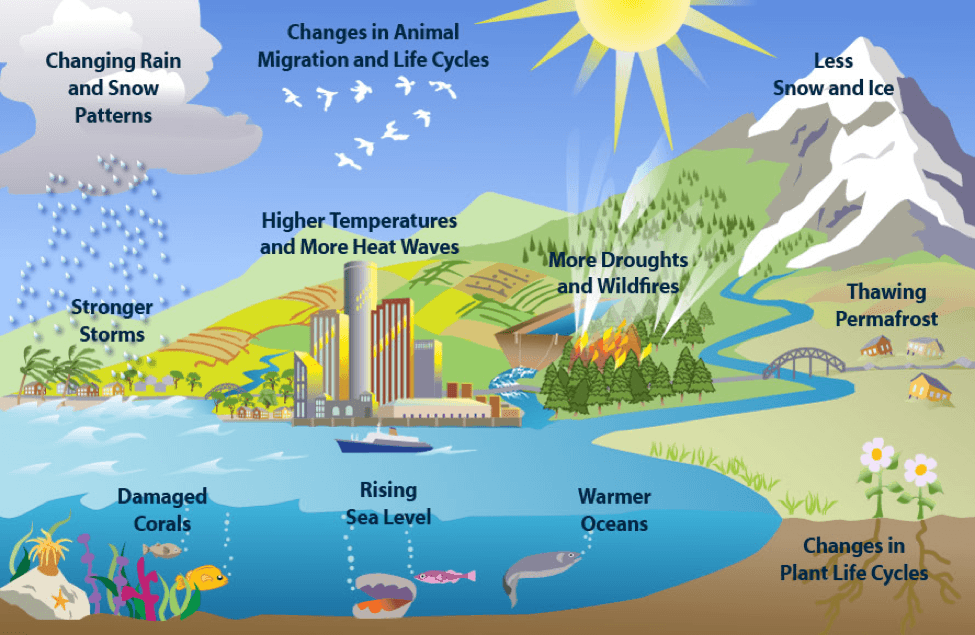 Changing Rain
and Snow
Patterns
Changes in Animal
Migration and Life Cycles
Less
Snow and Ice
Higher Temperatures
and More Heat Waves
More Droughts
and Wildfires
Stronger
Storms
Thawing
Permafrost
Damaged
Corals
Rising
Sea Level
Warmer
Oceans
Changes in
Plant Life Cycles